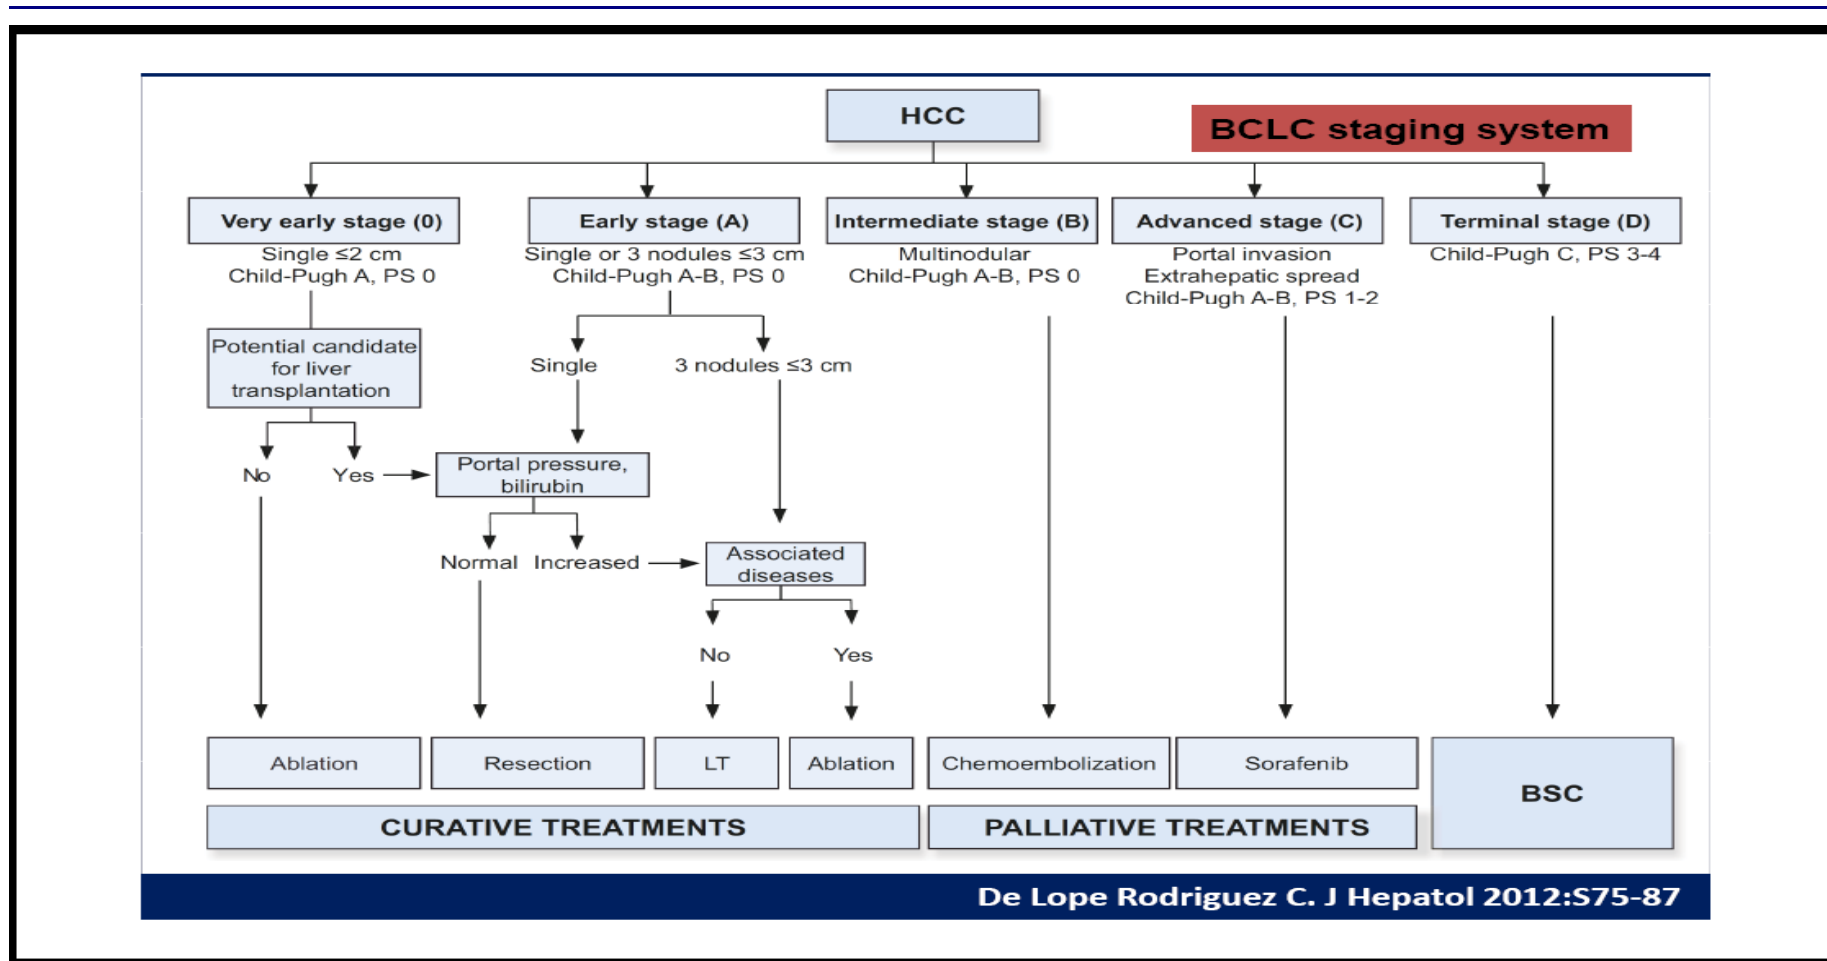 HCC
BCLC staging system
Very early stage (0)
Single ≤2 cm
Child-Pugh A, PS 0
Early stage (A)
Single or 3 nodules ≤3 cm
Child-Pugh A-B, PS 0
Intermediate stage (B)
Multinodular
Child-Pugh A-B, PS 0
Advanced stage (C)
Portal invasion
Extrahepatic spread
Child-Pugh A-B, PS 1-2
Terminal stage (D)
Child-Pugh C, PS 3-4
Potential candidate
for liver
transplantation
Single
3 nodules ≤3 cm
No
Yes
Portal pressure,
bilirubin
Normal
Increased
Associated
diseases
No
Yes
Ablation
Resection
LT
Ablation
Chemoembolization
Sorafenib
BSC
CURATIVE TREATMENTS
PALLIATIVE TREATMENTS
De Lope Rodriguez C. J Hepatol 2012:S75-87